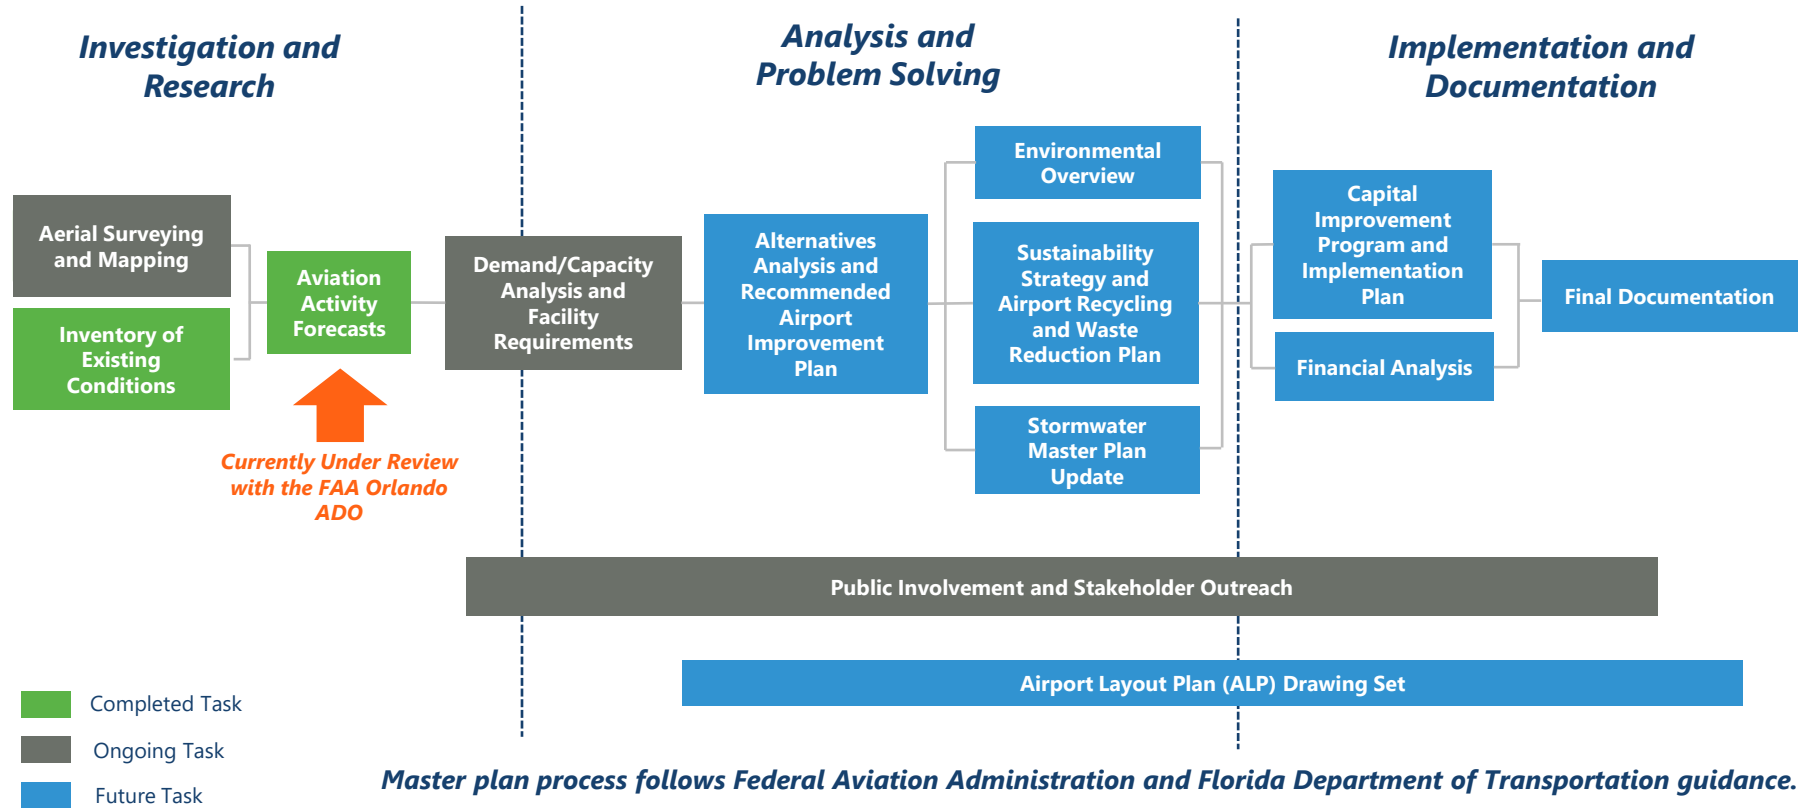 Investigation and
Research
Analysis and
Problem Solving
Implementation and
Documentation
Aerial Surveying
and Mapping
Inventory of
Existing
Conditions
Aviation
Activity
Forecasts
Currently Under Review
with the FAA Orlando
ADO
Demand/Capacity
Analysis and
Facility
Requirements
Alternatives
Analysis and
Recommended
Airport
Improvement
Plan
Environmental
Overview
Sustainability
Strategy and
Airport Recycling
and Waste
Reduction Plan
Stormwater
Master Plan
Update
Capital
Improvement
Program and
Implementation
Plan
Financial Analysis
Final Documentation
Public Involvement and Stakeholder Outreach
Airport Layout Plan (ALP) Drawing Set
Completed Task
Ongoing Task
Future Task
Master plan process follows Federal Aviation Administration and Florida Department of Transportation guidance.